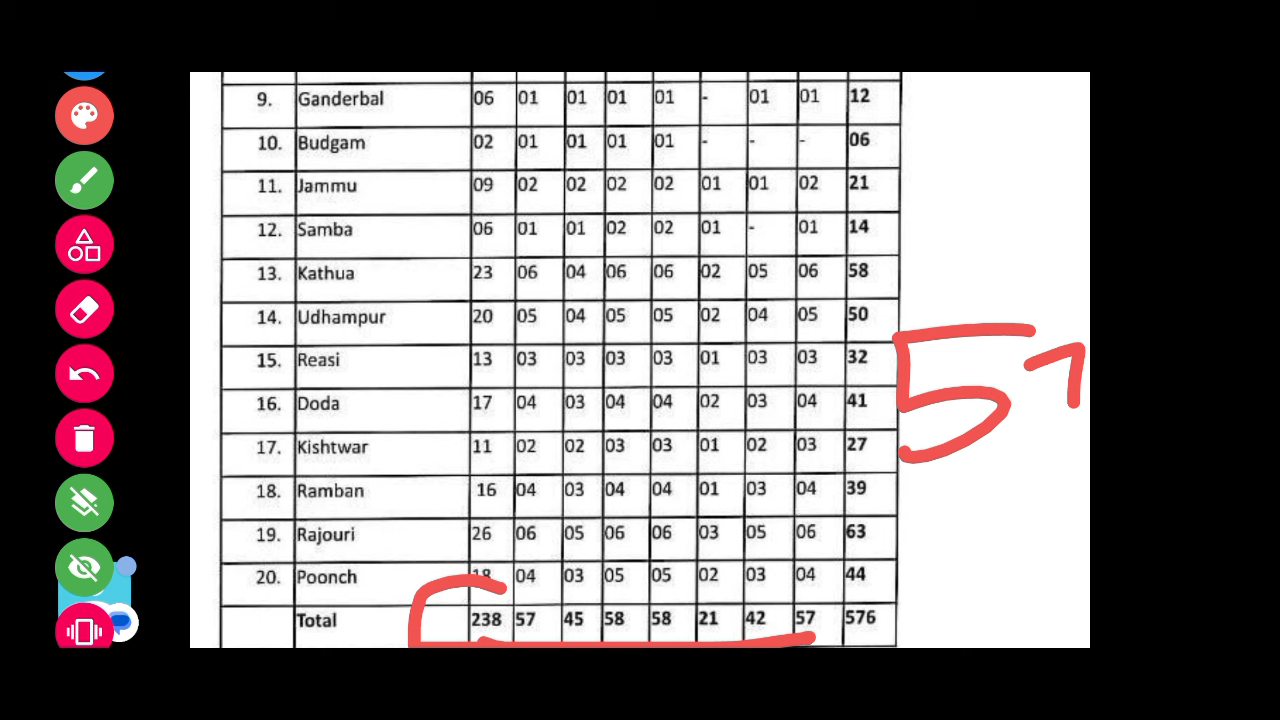 9. Ganderbal 06 01 01 01 01 - 01 01 12
10. Budgam 02 01 01 01 01 - - - 06
11. Jammu 09 02 02 02 02 01 01 02 21
12. Samba 06 01 01 02 02 01 - 01 14
13. Kathua 23 06 04 06 06 02 05 06 58
14. Udhampur 20 05 04 05 05 02 04 05 50
15. Reasi 13 03 03 03 03 01 03 03 32
16. Doda 17 04 03 04 04 02 03 04 41
17. Kishtwar 11 02 02 03 03 01 02 03 27
18. Ramban 16 04 03 04 04 01 03 04 39
19. Rajouri 26 06 05 06 06 03 05 06 63
20. Poonch 18 04 03 05 05 02 03 04 44
Total 238 57 45 58 58 21 42 57 576
5